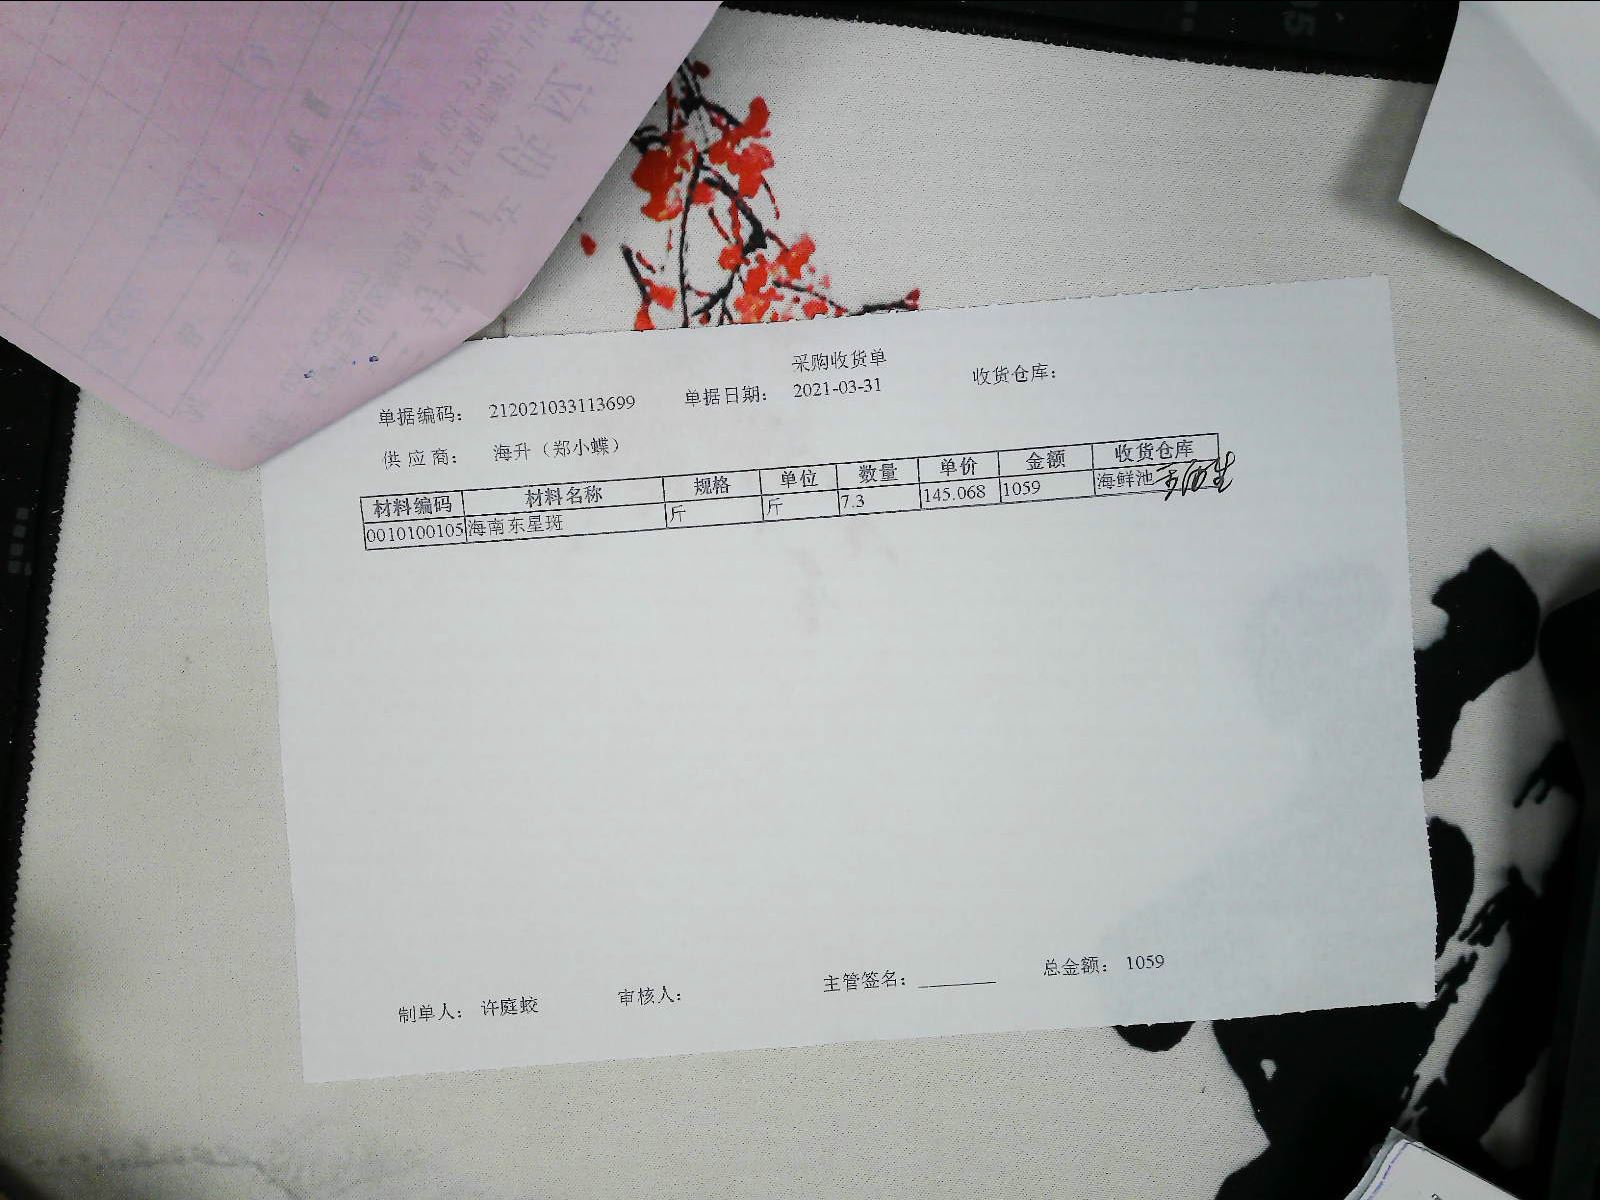 采购收货单
单据编码： 212021033113699 单据日期： 2021-03-31 收货仓库：
供应商： 海升（郑小蝶）
材料编码 材料名称 规格 单位 数量 单价 金额 收货仓库
0010100105 海南东星斑 斤 斤 7.3 145.068 1059 海鲜池
制单人： 许庭蛟 审核人： 主管签名： 总金额： 1059